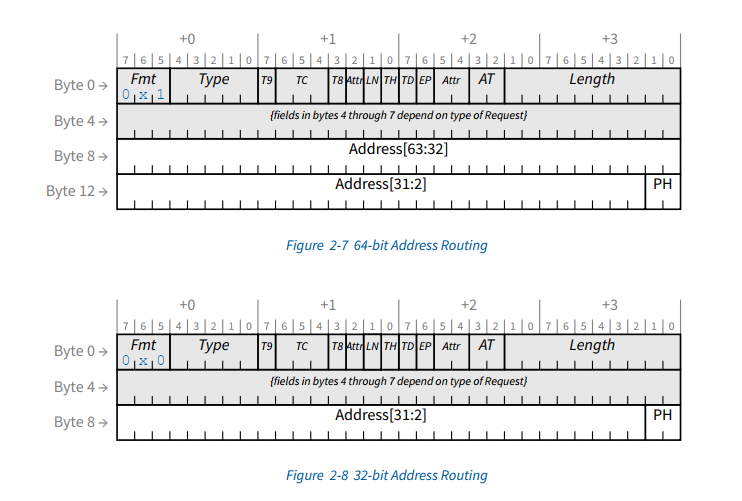 +0 +1 +2 +3
7 6 5 4 3 2 1 0 7 6 5 4 3 2 1 0 7 6 5 4 3 2 1 0 7 6 5 4 3 2 1 0
Byte 0 → Fmt Type T9 TC T8 Attr LN TH TD EP Attr AT Length
0 x 1
Byte 4 → {fields in bytes 4 through 7 depend on type of Request}
Byte 8 → Address[63:32]
Byte 12 → Address[31:2] PH
Figure 2-7 64-bit Address Routing
+0 +1 +2 +3
7 6 5 4 3 2 1 0 7 6 5 4 3 2 1 0 7 6 5 4 3 2 1 0 7 6 5 4 3 2 1 0
Byte 0 → Fmt Type T9 TC T8 Attr LN TH TD EP Attr AT Length
0 x 0
Byte 4 → {fields in bytes 4 through 7 depend on type of Request}
Byte 8 → Address[31:2] PH
Figure 2-8 32-bit Address Routing